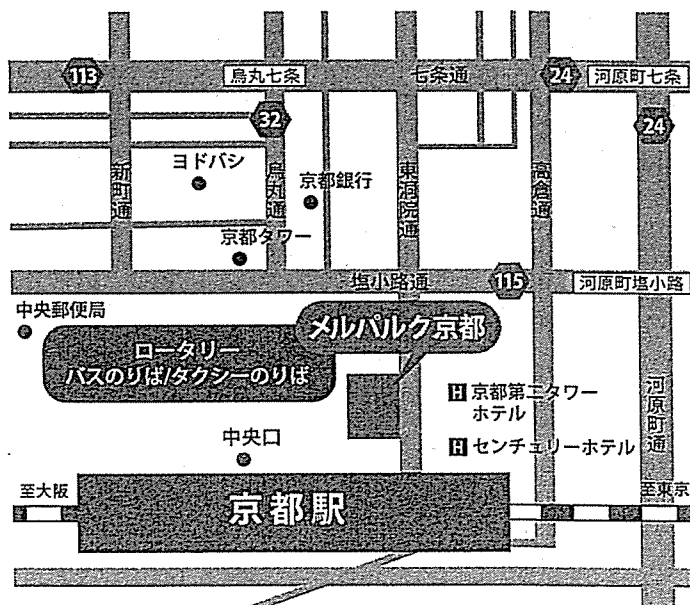 113
烏丸七条
七条通
24
河原町七条
32
24
ヨドバシ
京都銀行
新町通
烏丸通
東洞院通
高倉通
京都タワー
塩小路通
115
河原町塩小路
中央郵便局
メルパルク京都
ロータリー
バスのりば/タクシーのりば
H 京都第二タワー
ホテル
河原町通
中央口
H センチュリーホテル
至大阪
京都駅
至東京